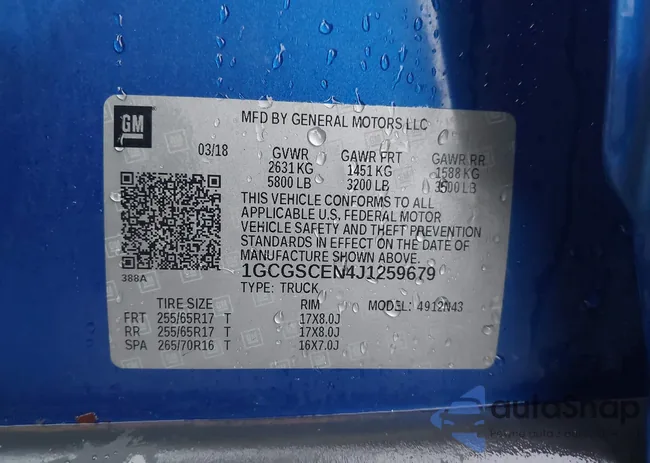 GM
MFD BY GENERAL MOTORS LLC
03/18 GVWR GAWR FRT GAWR RR
2631 KG 1451 KG 1588 KG
5800 LB 3200 LB 3500 LB
THIS VEHICLE CONFORMS TO ALL
APPLICABLE U.S. FEDERAL MOTOR
VEHICLE SAFETY AND THEFT PREVENTION
STANDARDS IN EFFECT ON THE DATE OF
MANUFACTURE SHOWN ABOVE.
388A
1GCGSCEN4J1259679
TYPE: TRUCK
TIRE SIZE RIM MODEL: 4912N43
FRT 255/65R17 T 17X8.0J
RR 255/65R17 T 17X8.0J
SPA 265/70R16 T 16X7.0J
autoSnap